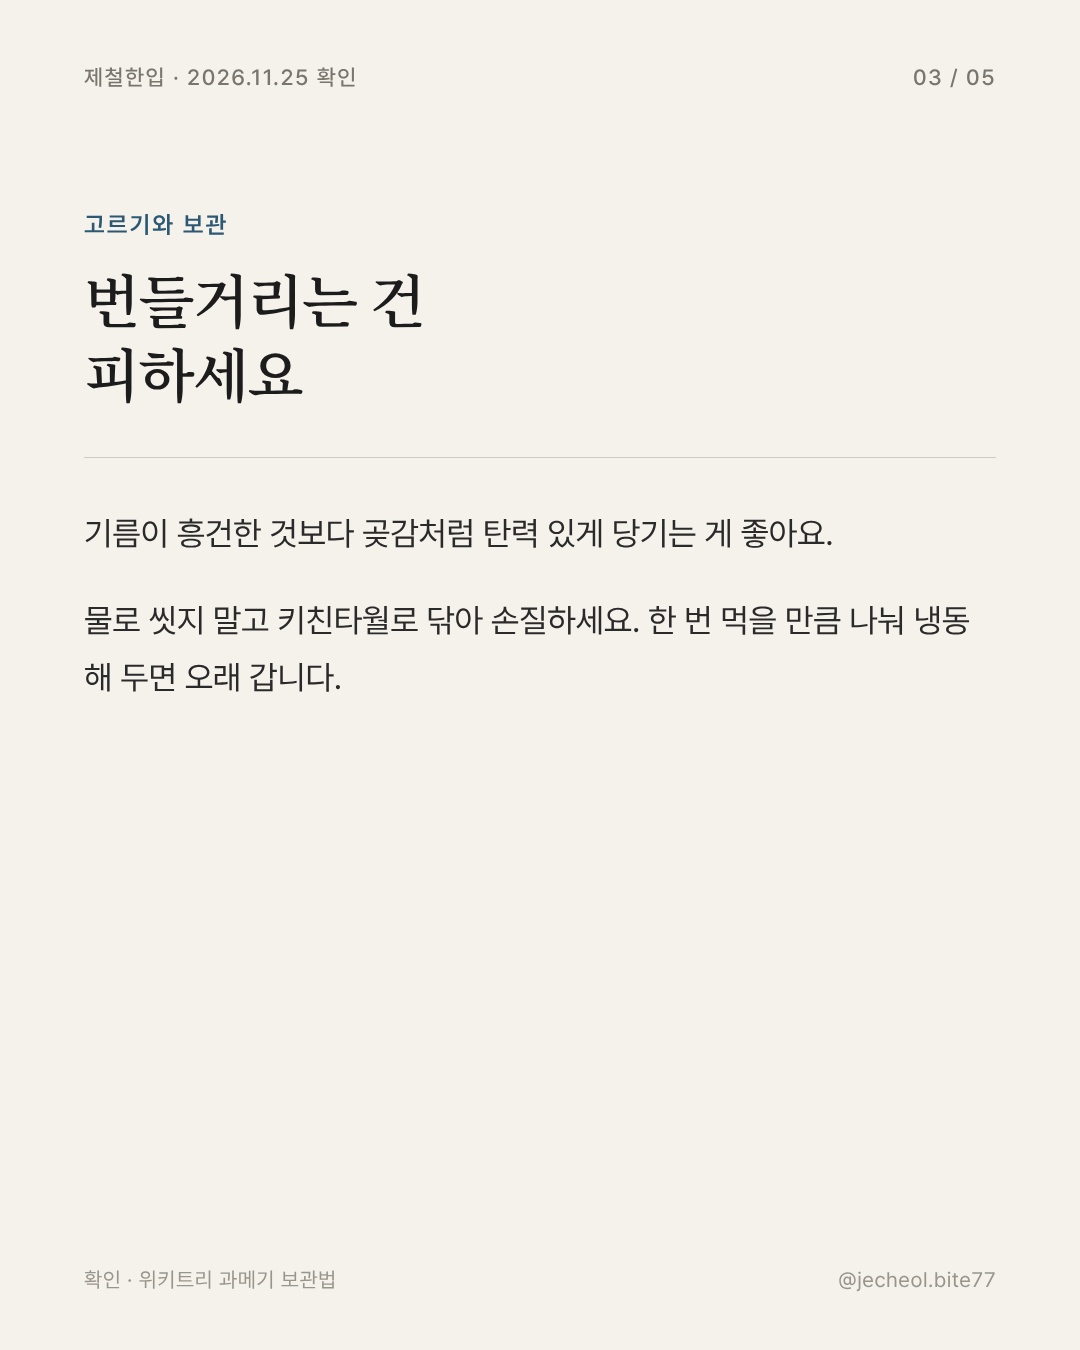 제철한입 · 2026.11.25 확인
03 / 05
고르기와 보관
번들거리는 건
피하세요
기름이 흥건한 것보다 곶감처럼 탄력 있게 당기는 게 좋아요.
물로 씻지 말고 키친타월로 닦아 손질하세요. 한 번 먹을 만큼 나눠 냉동
해 두면 오래 갑니다.
확인 · 위키트리 과메기 보관법
@jecheol.bite77